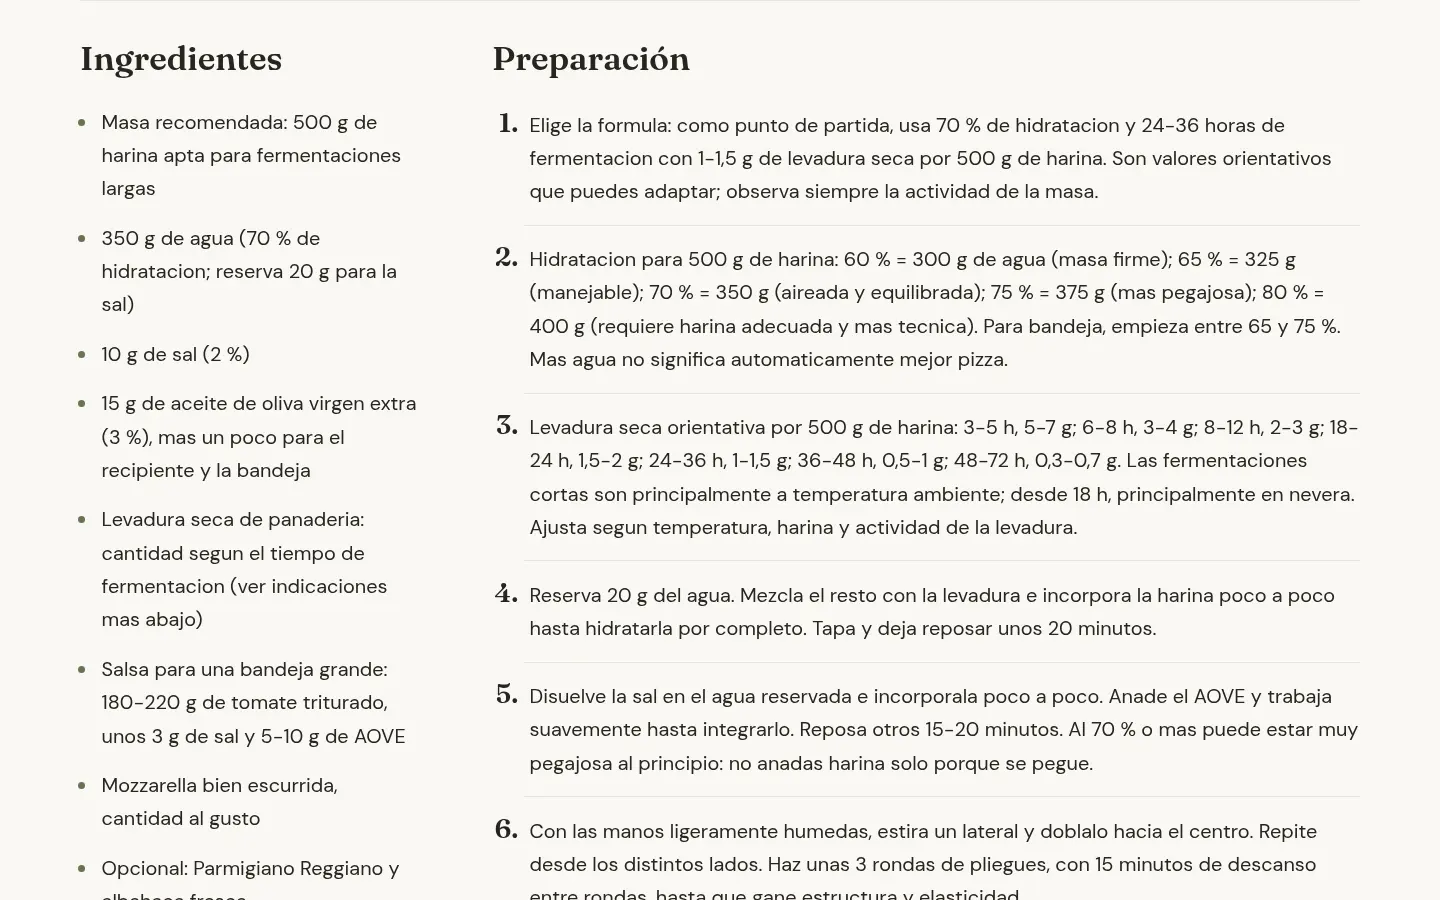 Ingredientes
Masa recomendada: 500 g de
harina apta para fermentaciones
largas
350 g de agua (70 % de
hidratacion; reserva 20 g para la
sal)
10 g de sal (2 %)
15 g de aceite de oliva virgen extra
(3 %), mas un poco para el
recipiente y la bandeja
Levadura seca de panaderia:
cantidad segun el tiempo de
fermentacion (ver indicaciones
mas abajo)
Salsa para una bandeja grande:
180-220 g de tomate triturado,
unos 3 g de sal y 5-10 g de AOVE
Mozzarella bien escurrida,
cantidad al gusto
Opcional: Parmigiano Reggiano y
albahaca fresca
Preparación
1. Elige la formula: como punto de partida, usa 70 % de hidratacion y 24-36 horas de
fermentacion con 1-1,5 g de levadura seca por 500 g de harina. Son valores orientativos
que puedes adaptar; observa siempre la actividad de la masa.
2. Hidratacion para 500 g de harina: 60 % = 300 g de agua (masa firme); 65 % = 325 g
(manejable); 70 % = 350 g (aireada y equilibrada); 75 % = 375 g (mas pegajosa); 80 % =
400 g (requiere harina adecuada y mas tecnica). Para bandeja, empieza entre 65 y 75 %.
Mas agua no significa automaticamente mejor pizza.
3. Levadura seca orientativa por 500 g de harina: 3-5 h, 5-7 g; 6-8 h, 3-4 g; 8-12 h, 2-3 g; 18-
24 h, 1,5-2 g; 24-36 h, 1-1,5 g; 36-48 h, 0,5-1 g; 48-72 h, 0,3-0,7 g. Las fermentaciones
cortas son principalmente a temperatura ambiente; desde 18 h, principalmente en nevera.
Ajusta segun temperatura, harina y actividad de la levadura.
4. Reserva 20 g del agua. Mezcla el resto con la levadura e incorpora la harina poco a poco
hasta hidratarla por completo. Tapa y deja reposar unos 20 minutos.
5. Disuelve la sal en el agua reservada e incorporala poco a poco. Anade el AOVE y trabaja
suavemente hasta integrarlo. Reposa otros 15-20 minutos. Al 70 % o mas puede estar muy
pegajosa al principio: no anadas harina solo porque se pegue.
6. Con las manos ligeramente humedas, estira un lateral y doblalo hacia el centro. Repite
desde los distintos lados. Haz unas 3 rondas de pliegues, con 15 minutos de descanso
entre rondas, hasta que gane estructura y elasticidad.